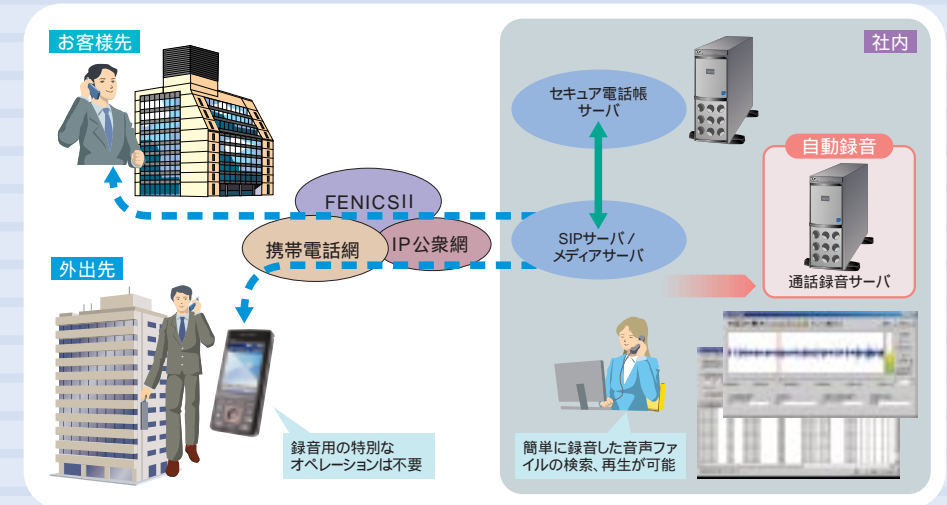 お客様先
社内
セキュア電話帳
サーバ
自動録音
FENICSII
携帯電話網
IP公衆網
SIPサーバ/
メディアサーバ
通話録音サーバ
外出先
録音用の特別な
オペレーションは不要
簡単に録音した音声ファ
イルの検索、再生が可能